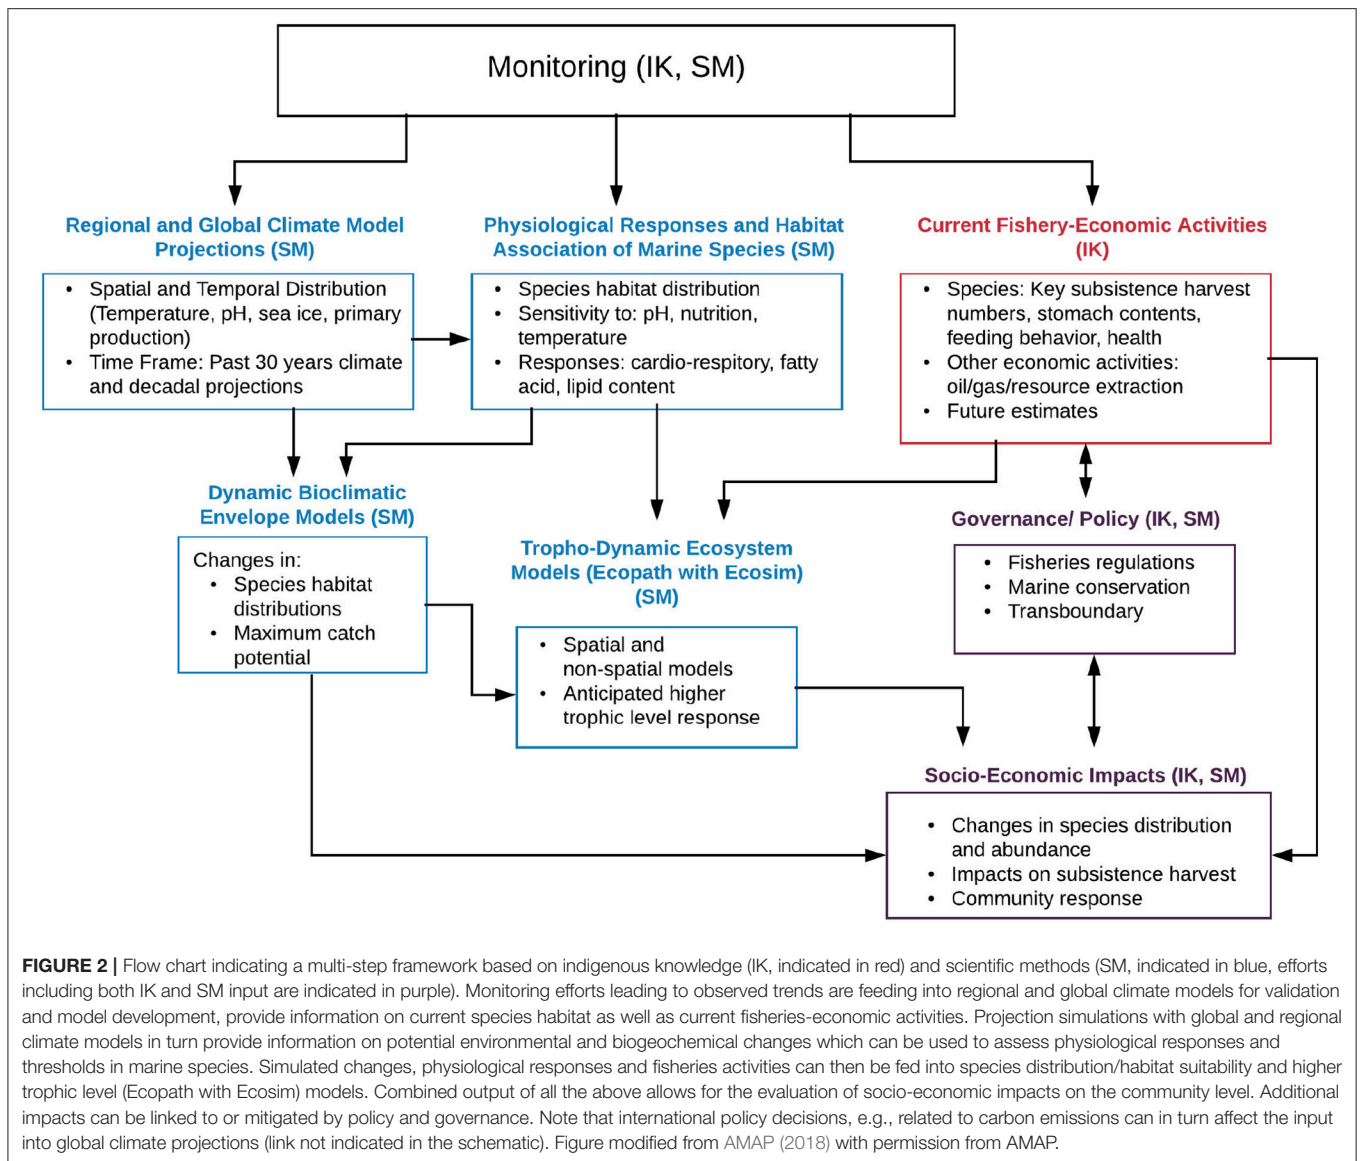 Monitoring (IK, SM)
Regional and Global Climate Model
Projections (SM)
• Spatial and Temporal Distribution
(Temperature, pH, sea ice, primary
production)
• Time Frame: Past 30 years climate
and decadal projections
Physiological Responses and Habitat
Association of Marine Species (SM)
• Species habitat distribution
• Sensitivity to: pH, nutrition,
temperature
• Responses: cardio-respitory, fatty
acid, lipid content
Current Fishery-Economic Activities
(IK)
• Species: Key subsistence harvest
numbers, stomach contents,
feeding behavior, health
• Other economic activities:
oil/gas/resource extraction
• Future estimates
Dynamic Bioclimatic
Envelope Models (SM)
Changes in:
• Species habitat
distributions
• Maximum catch
potential
Tropho-Dynamic Ecosystem
Models (Ecopath with Ecosim)
(SM)
• Spatial and
non-spatial models
• Anticipated higher
trophic level response
Governance/ Policy (IK, SM)
• Fisheries regulations
• Marine conservation
• Transboundary
Socio-Economic Impacts (IK, SM)
• Changes in species distribution
and abundance
• Impacts on subsistence harvest
• Community response
FIGURE 2 | Flow chart indicating a multi-step framework based on indigenous knowledge (IK, indicated in red) and scientific methods (SM, indicated in blue, efforts
including both IK and SM input are indicated in purple). Monitoring efforts leading to observed trends are feeding into regional and global climate models for validation
and model development, provide information on current species habitat as well as current fisheries-economic activities. Projection simulations with global and regional
climate models in turn provide information on potential environmental and biogeochemical changes which can be used to assess physiological responses and
thresholds in marine species. Simulated changes, physiological responses and fisheries activities can then be fed into species distribution/habitat suitability and higher
trophic level (Ecopath with Ecosim) models. Combined output of all the above allows for the evaluation of socio-economic impacts on the community level. Additional
impacts can be linked to or mitigated by policy and governance. Note that international policy decisions, e.g., related to carbon emissions can in turn affect the input
into global climate projections (link not indicated in the schematic). Figure modified from AMAP (2018) with permission from AMAP.